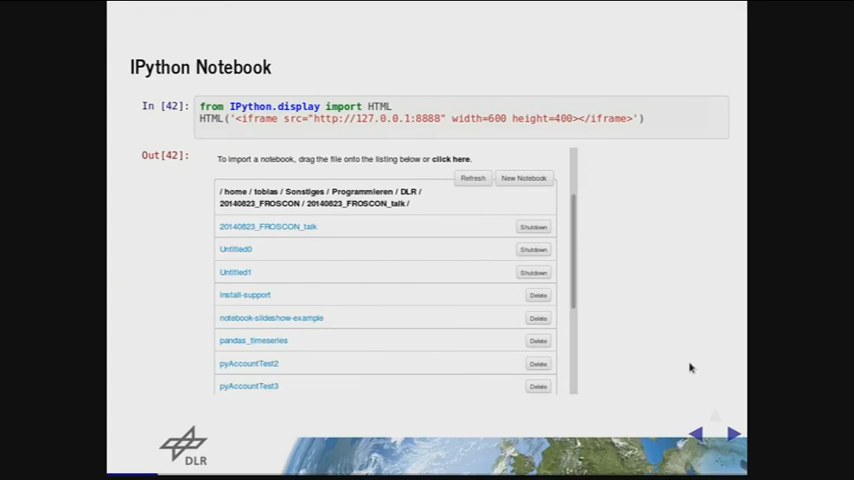 IPython Notebook
In [42]: from IPython.display import HTML
HTML('<iframe src="http://127.0.0.1:8888" width=600 height=400></iframe>')
Out[42]: To import a notebook, drag the file onto the listing below or click here.
Refresh New Notebook
/ home / tobias / Sonstiges / Programmieren / DLR /
20140823_FROSCON / 20140823_FROSCON_talk /
20140823_FROSCON_talk Shutdown
Untitled0 Shutdown
Untitled1 Shutdown
install-support Delete
notebook-slideshow-example Delete
pandas_timeseries Delete
pyAccountTest2 Delete
pyAccountTest3 Delete
DLR